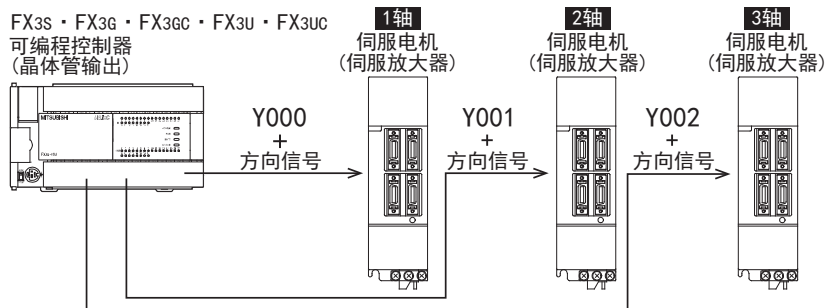 FX3S・FX3G・FX3GC・FX3U・FX3UC
可编程控制器
(晶体管输出)
1轴
伺服电机
(伺服放大器)
2轴
伺服电机
(伺服放大器)
3轴
伺服电机
(伺服放大器)
MITSUBISHI
Y000
+
方向信号
Y001
+
方向信号
Y002
+
方向信号